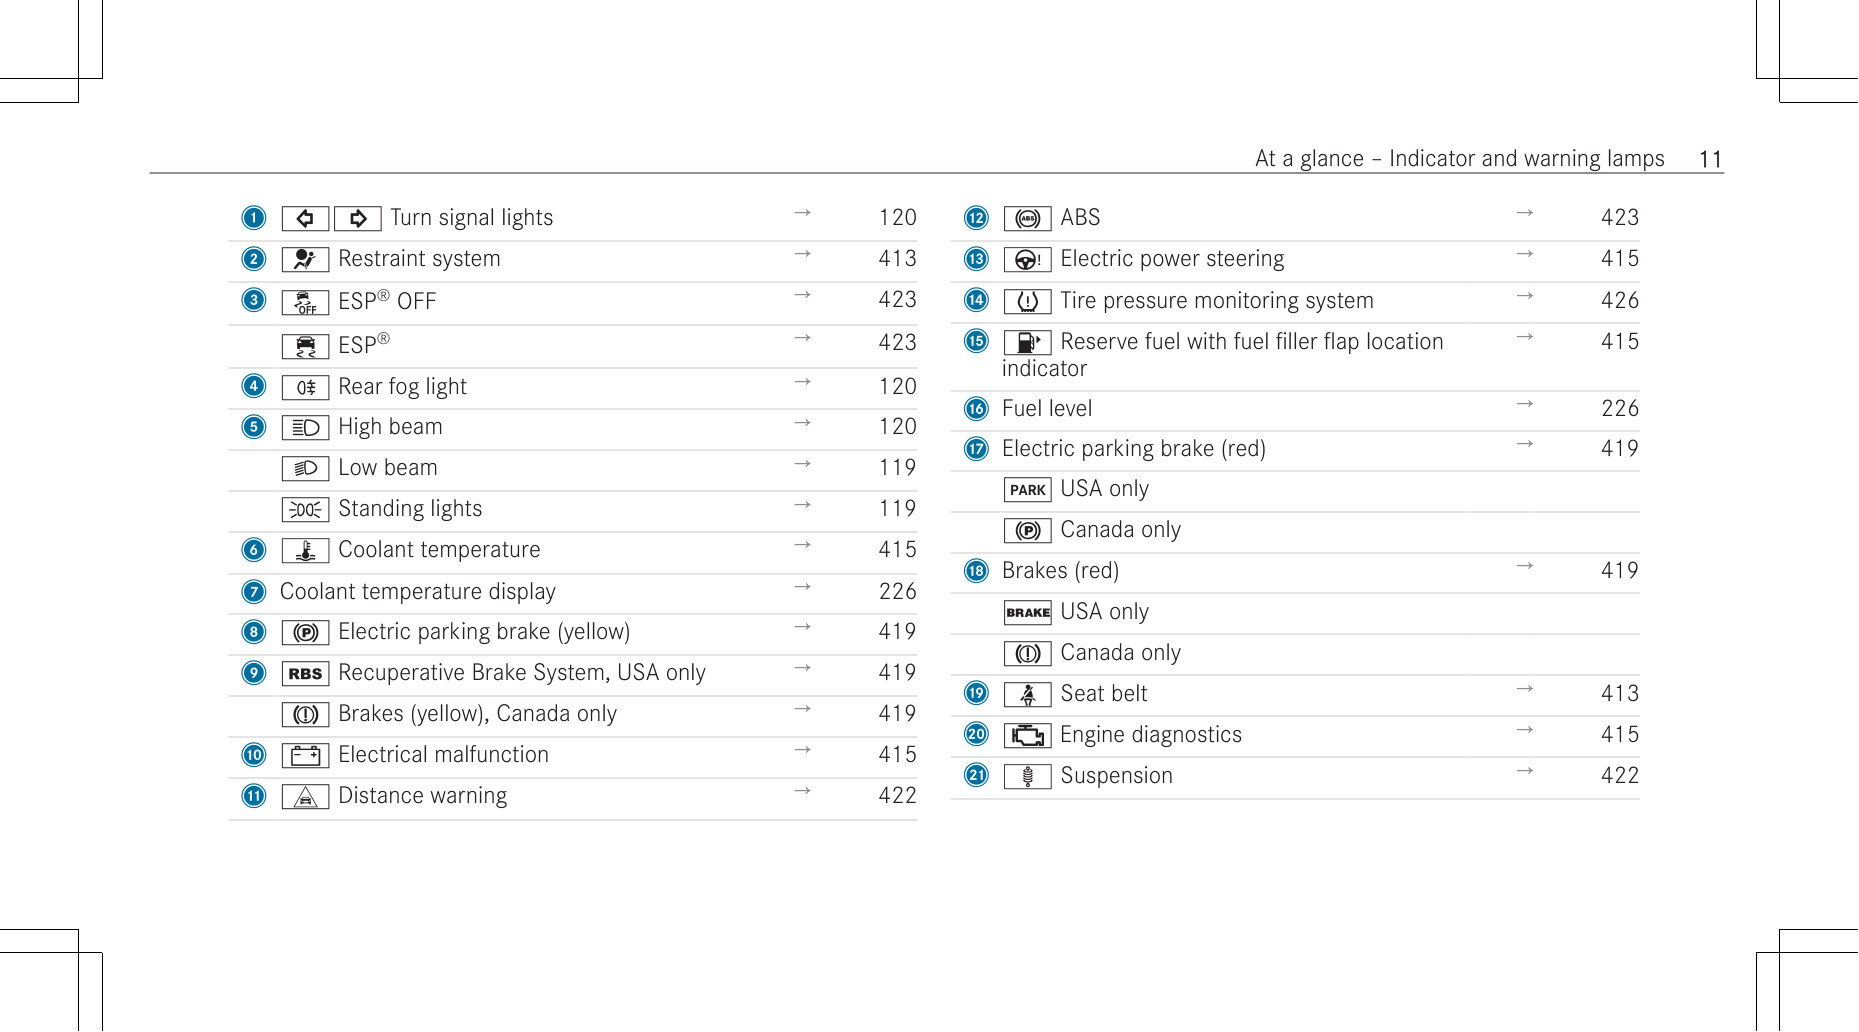 At a glance – Indicator and warning lamps 11
1 Turn signal lights → 120
2 Restraint system → 413
3 OFF ESP® OFF → 423
ESP® → 423
4 Rear fog light → 120
5 High beam → 120
Low beam → 119
Standing lights → 119
6 Coolant temperature → 415
7 Coolant temperature display → 226
8 P Electric parking brake (yellow) → 419
9 RBS Recuperative Brake System, USA only → 419
Brakes (yellow), Canada only → 419
10 Electrical malfunction → 415
11 Distance warning → 422
12 ABS ABS → 423
13 ! Electric power steering → 415
14 ! Tire pressure monitoring system → 426
15 Reserve fuel with fuel filler flap location → 415
indicator
16 Fuel level → 226
17 Electric parking brake (red) → 419
PARK USA only
P Canada only
18 Brakes (red) → 419
BRAKE USA only
! Canada only
19 Seat belt → 413
20 Engine diagnostics → 415
21 Suspension → 422